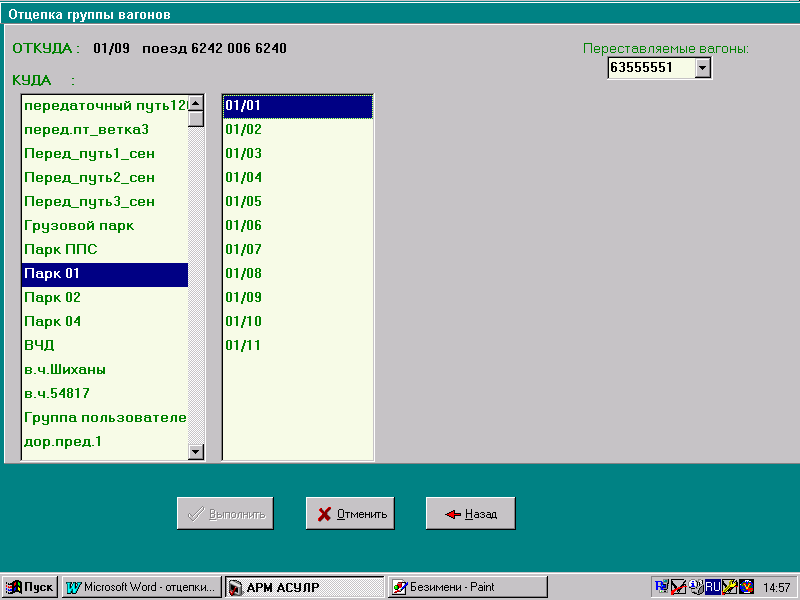 Отцепка группы вагонов
ОТКУДА : 01/09 поезд 6242 006 6240
Переставляемые вагоны:
63555551
КУДА :
передаточный путь12
перед.пт_ветка3
Перед_путь1_сен
Перед_путь2_сен
Перед_путь3_сен
Грузовой парк
Парк ППС
Парк 01
Парк 02
Парк 04
ВЧД
в.ч.Шиханы
в.ч.54817
Группа пользователе
дор.пред.1
01/01
01/02
01/03
01/04
01/05
01/06
01/07
01/08
01/09
01/10
01/11
Выполнить
Отменить
Назад
Пуск
Microsoft Word - отцепки...
АРМ АСУЛР
Безимени - Paint
RU
14:57